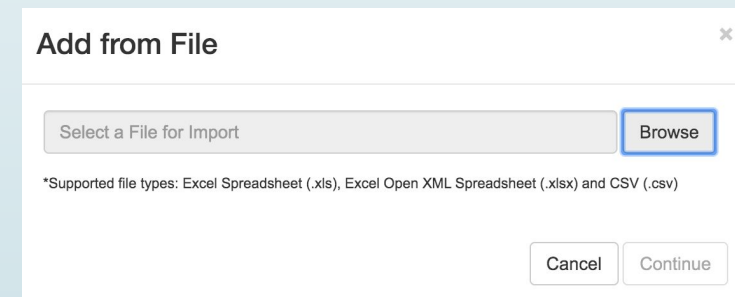 Add from File
×
Select a File for Import
Browse
*Supported file types: Excel Spreadsheet (.xls), Excel Open XML Spreadsheet (.xlsx) and CSV (.csv)
Cancel
Continue